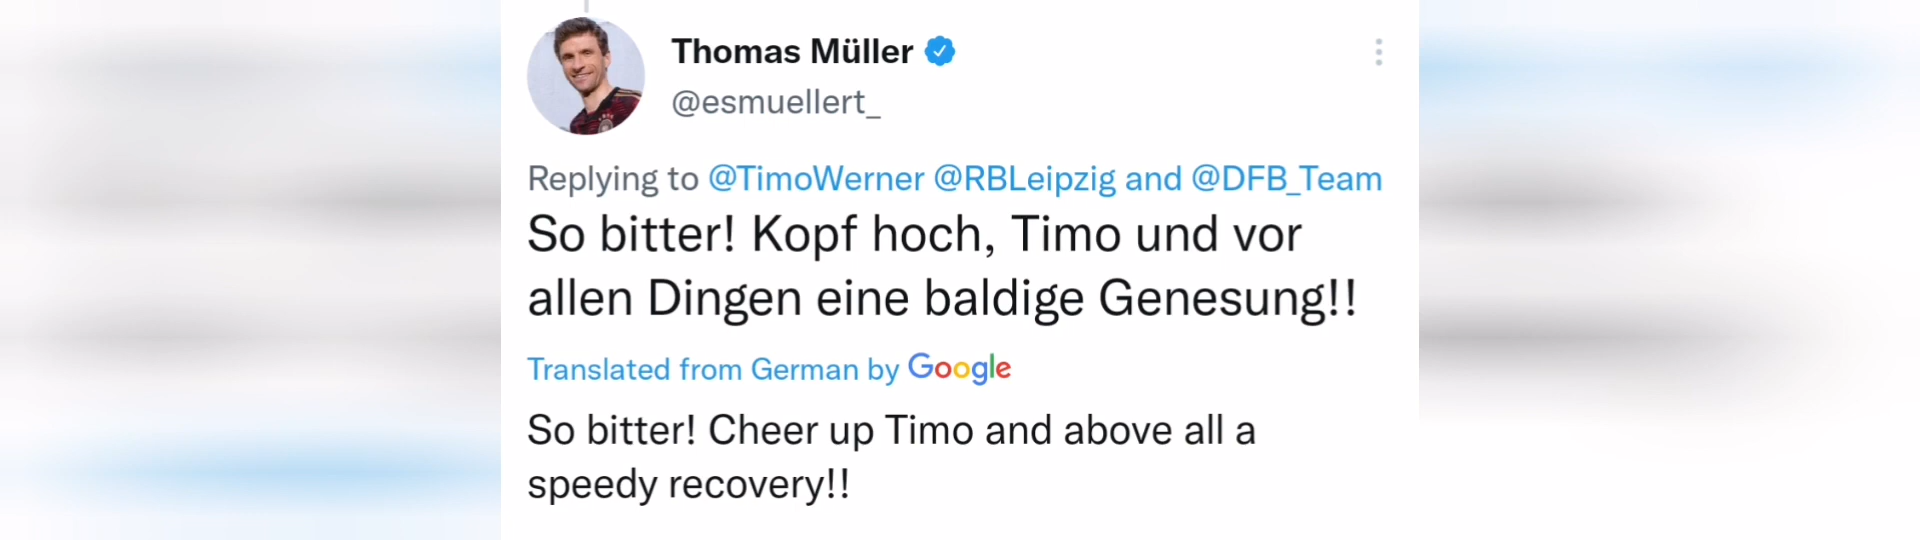 Thomas Müller
@esmuellert_
Replying to @TimoWerner @RBLeipzig and @DFB_Team
So bitter! Kopf hoch, Timo und vor
allen Dingen eine baldige Genesung!!
Translated from German by Google
So bitter! Cheer up Timo and above all a
speedy recovery!!